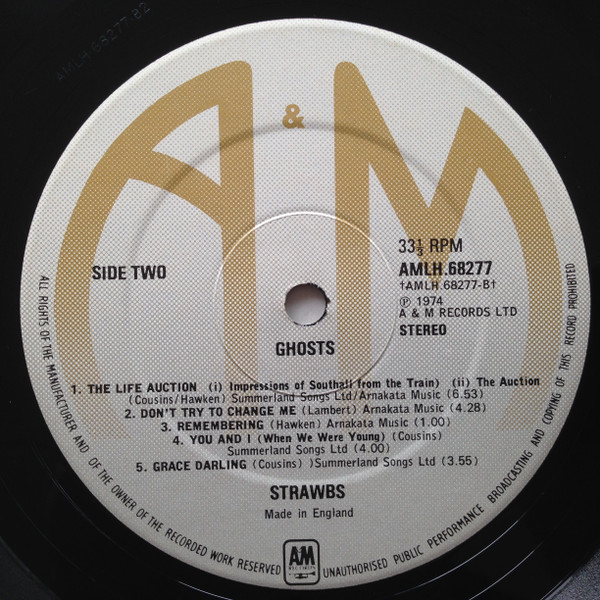 AMLH.68277-B2
A & M
SIDE TWO
33⅓ RPM
AMLH.68277
†AMLH.68277-B†
℗ 1974
A & M RECORDS LTD
STEREO
GHOSTS
1. THE LIFE AUCTION (i) Impressions of Southall from the Train) (ii) The Auction
(Cousins/Hawken) Summerland Songs Ltd/Arnakata Music (6.53)
2. DON'T TRY TO CHANGE ME (Lambert) Arnakata Music (4.28)
3. REMEMBERING (Hawken) Arnakata Music (1.00)
4. YOU AND I (When We Were Young) (Cousins)
Summerland Songs Ltd (4.00)
5. GRACE DARLING (Cousins) )Summerland Songs Ltd (3.55)
STRAWBS
Made in England
AM
RECORDS
ALL RIGHTS OF THE MANUFACTURER AND OF THE OWNER OF THE RECORDED WORK RESERVED
UNAUTHORISED PUBLIC PERFORMANCE BROADCASTING AND COPYING OF THIS RECORD PROHIBITED